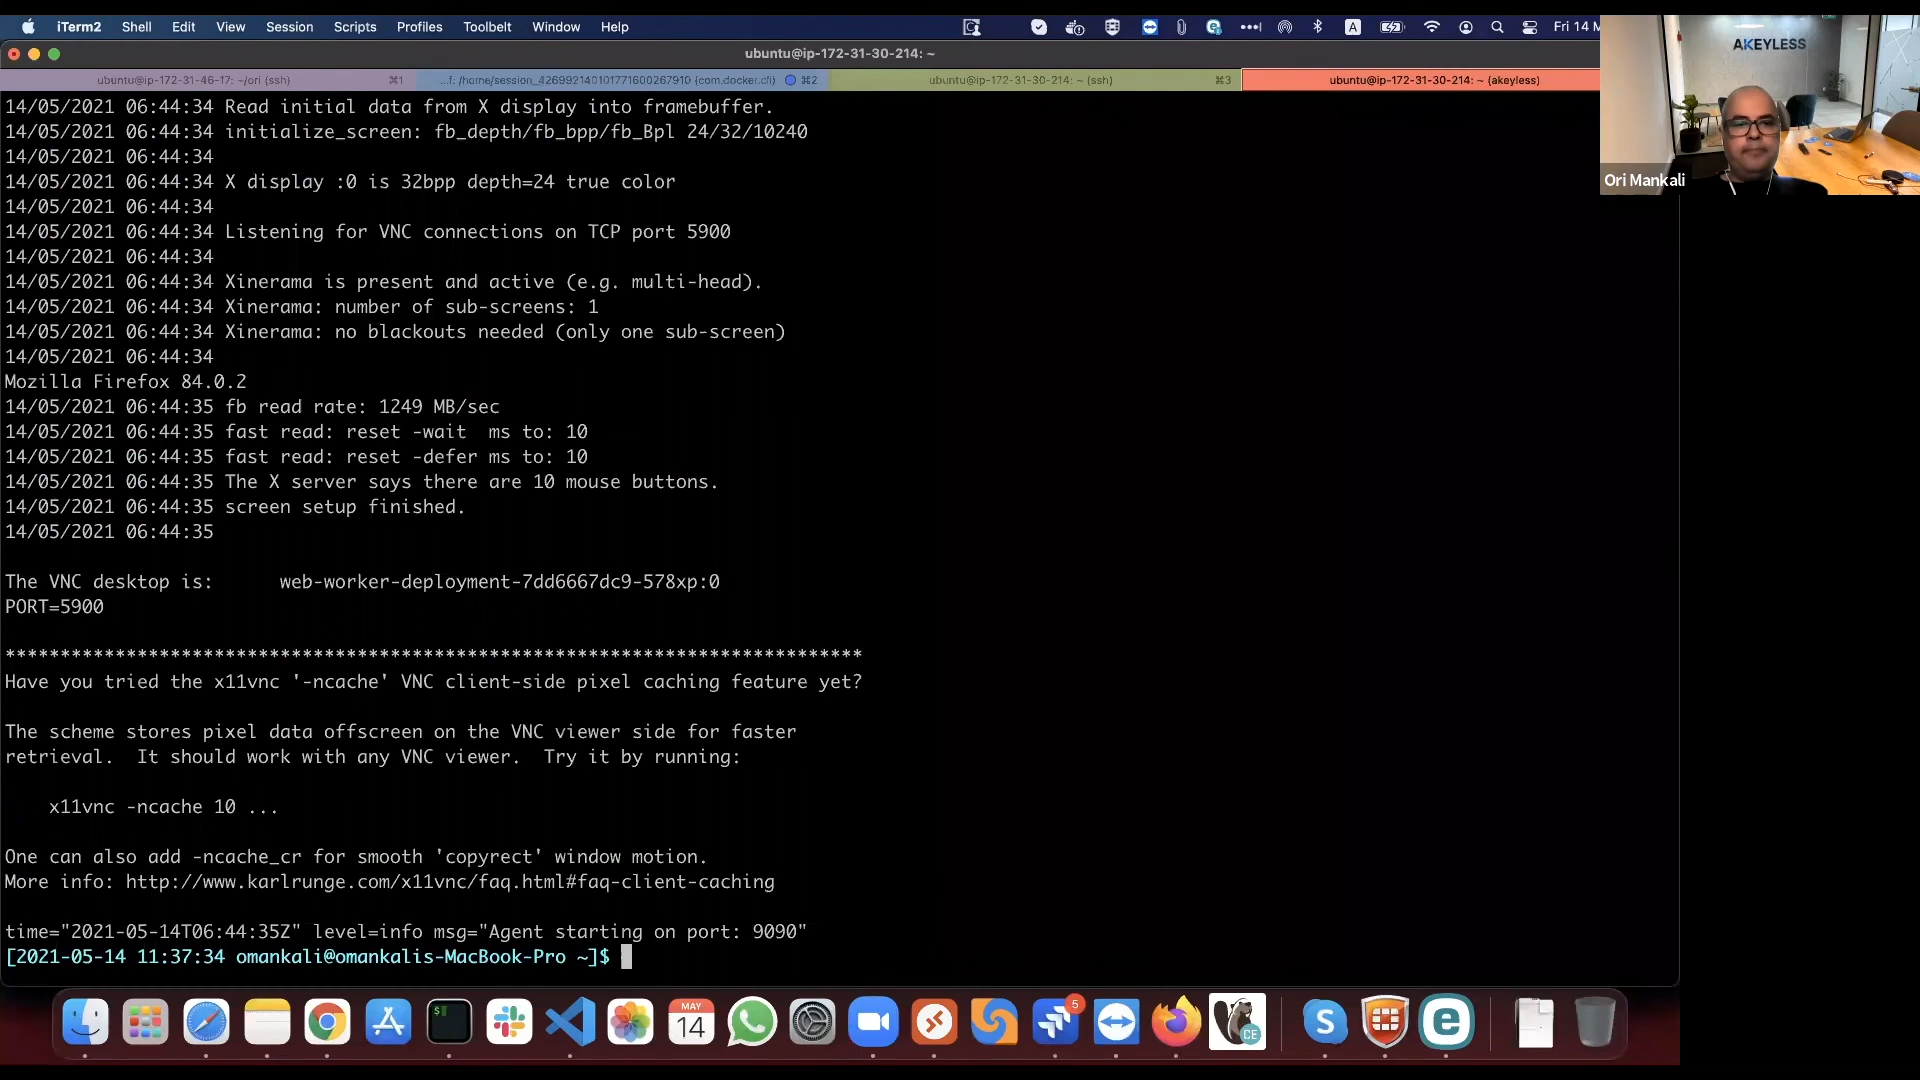 iTerm2 Shell Edit View Session Scripts Profiles Toolbelt Window Help
A
Fri 14 M
ubuntu@ip-172-31-30-214: ~
ubuntu@ip-172-31-46-17: ~/ori (ssh) ⌘1
...f: /home/session_426992140101771600267910 (com.docker.cli) ⌘2
ubuntu@ip-172-31-30-214: ~ (ssh) ⌘3
ubuntu@ip-172-31-30-214: ~ (akeyless)
AKEYLESS
Ori Mankali
14/05/2021 06:44:34 Read initial data from X display into framebuffer.
14/05/2021 06:44:34 initialize_screen: fb_depth/fb_bpp/fb_Bpl 24/32/10240
14/05/2021 06:44:34
14/05/2021 06:44:34 X display :0 is 32bpp depth=24 true color
14/05/2021 06:44:34
14/05/2021 06:44:34 Listening for VNC connections on TCP port 5900
14/05/2021 06:44:34
14/05/2021 06:44:34 Xinerama is present and active (e.g. multi-head).
14/05/2021 06:44:34 Xinerama: number of sub-screens: 1
14/05/2021 06:44:34 Xinerama: no blackouts needed (only one sub-screen)
14/05/2021 06:44:34
Mozilla Firefox 84.0.2
14/05/2021 06:44:35 fb read rate: 1249 MB/sec
14/05/2021 06:44:35 fast read: reset -wait  ms to: 10
14/05/2021 06:44:35 fast read: reset -defer ms to: 10
14/05/2021 06:44:35 The X server says there are 10 mouse buttons.
14/05/2021 06:44:35 screen setup finished.
14/05/2021 06:44:35
The VNC desktop is:      web-worker-deployment-7dd6667dc9-578xp:0
PORT=5900
******************************************************************************
Have you tried the x11vnc '-ncache' VNC client-side pixel caching feature yet?
The scheme stores pixel data offscreen on the VNC viewer side for faster
retrieval.  It should work with any VNC viewer.  Try it by running:
x11vnc -ncache 10 ...
One can also add -ncache_cr for smooth 'copyrect' window motion.
More info: http://www.karlrunge.com/x11vnc/faq.html#faq-client-caching
time="2021-05-14T06:44:35Z" level=info msg="Agent starting on port: 9090"
[2021-05-14 11:37:34 omankali@omankalis-MacBook-Pro ~]$
MAY
14
5
CE
S
e